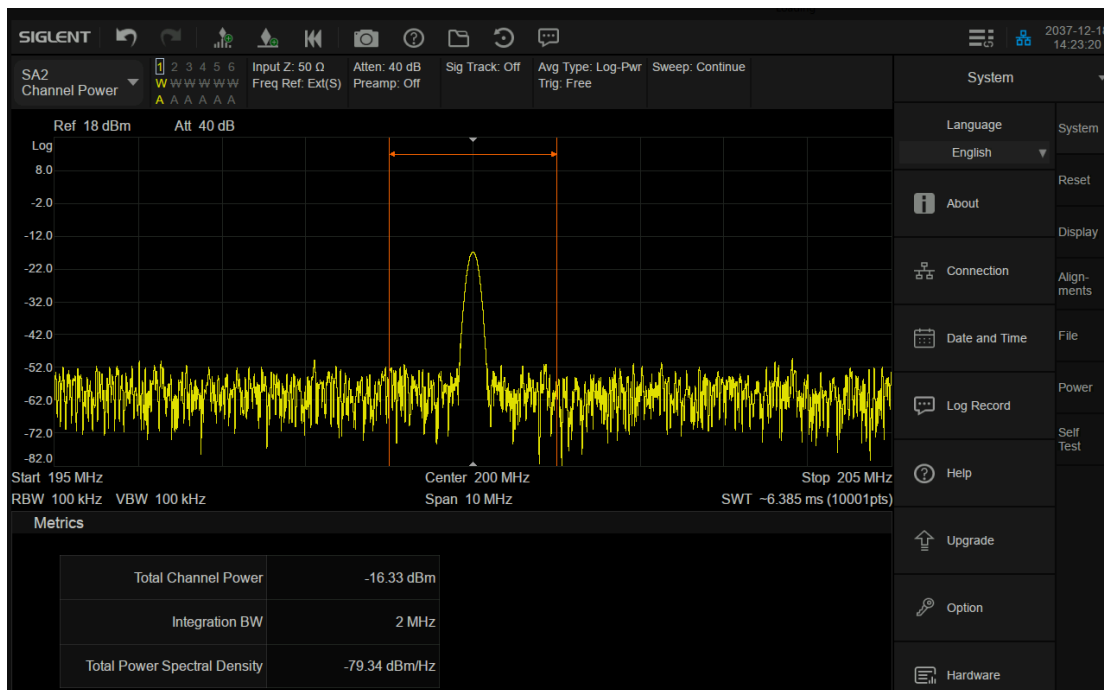 SIGLENT
2037-12-18
14:23:20
SA2
Channel Power
1 2 3 4 5 6
W W W W W W
A A A A A A
Input Z: 50 Ω
Freq Ref: Ext(S)
Atten: 40 dB
Preamp: Off
Sig Track: Off
Avg Type: Log-Pwr
Trig: Free
Sweep: Continue
System
Ref 18 dBm Att 40 dB
Log
8.0
-2.0
-12.0
-22.0
-32.0
-42.0
-52.0
-62.0
-72.0
-82.0
Start 195 MHz Center 200 MHz Stop 205 MHz
RBW 100 kHz VBW 100 kHz Span 10 MHz SWT ~6.385 ms (10001pts)
Metrics
Total Channel Power -16.33 dBm
Integration BW 2 MHz
Total Power Spectral Density -79.34 dBm/Hz
Language
English
About
Connection
Date and Time
Log Record
Help
Upgrade
Option
Hardware
System
Reset
Display
Align-
ments
File
Power
Self
Test